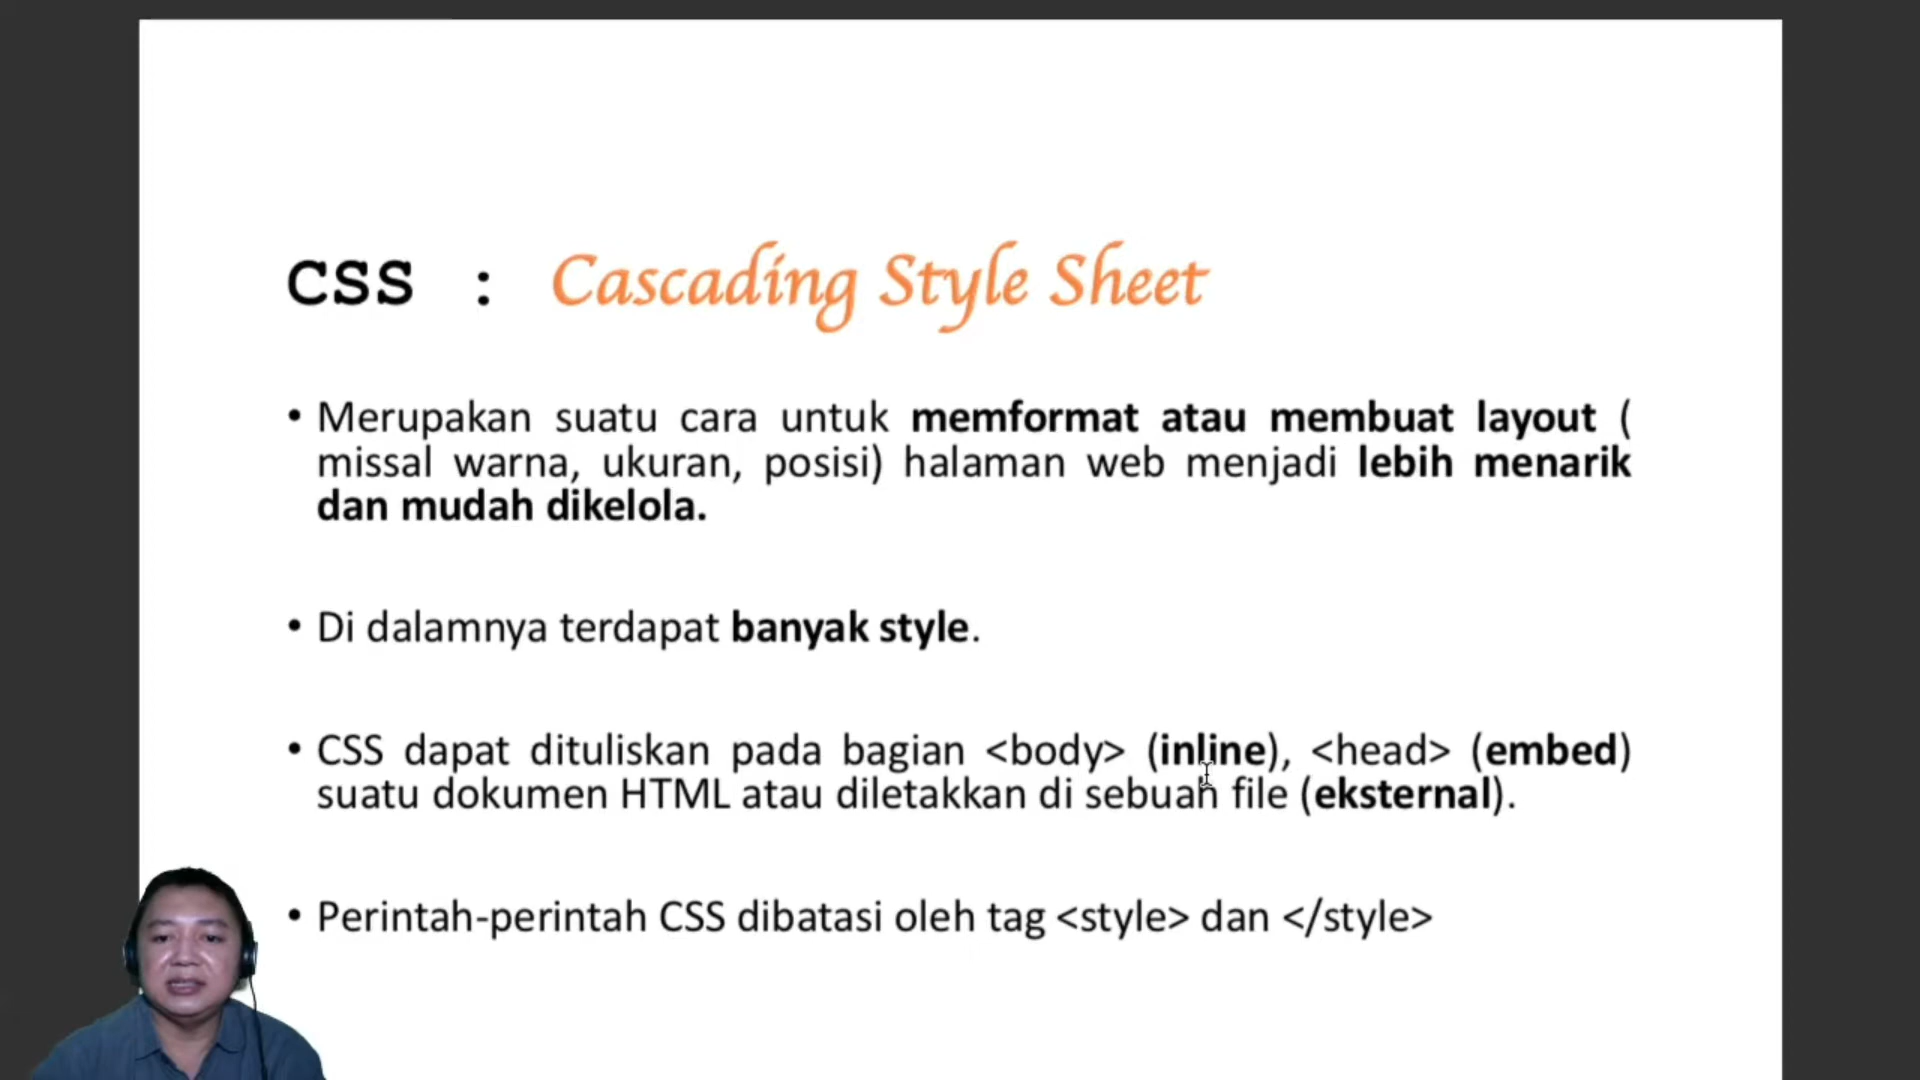 CSS : Cascading Style Sheet
• Merupakan suatu cara untuk memformat atau membuat layout (
missal warna, ukuran, posisi) halaman web menjadi lebih menarik
dan mudah dikelola.
• Di dalamnya terdapat banyak style.
• CSS dapat dituliskan pada bagian <body> (inline), <head> (embed)
suatu dokumen HTML atau diletakkan di sebuah file (eksternal).
• Perintah-perintah CSS dibatasi oleh tag <style> dan </style>